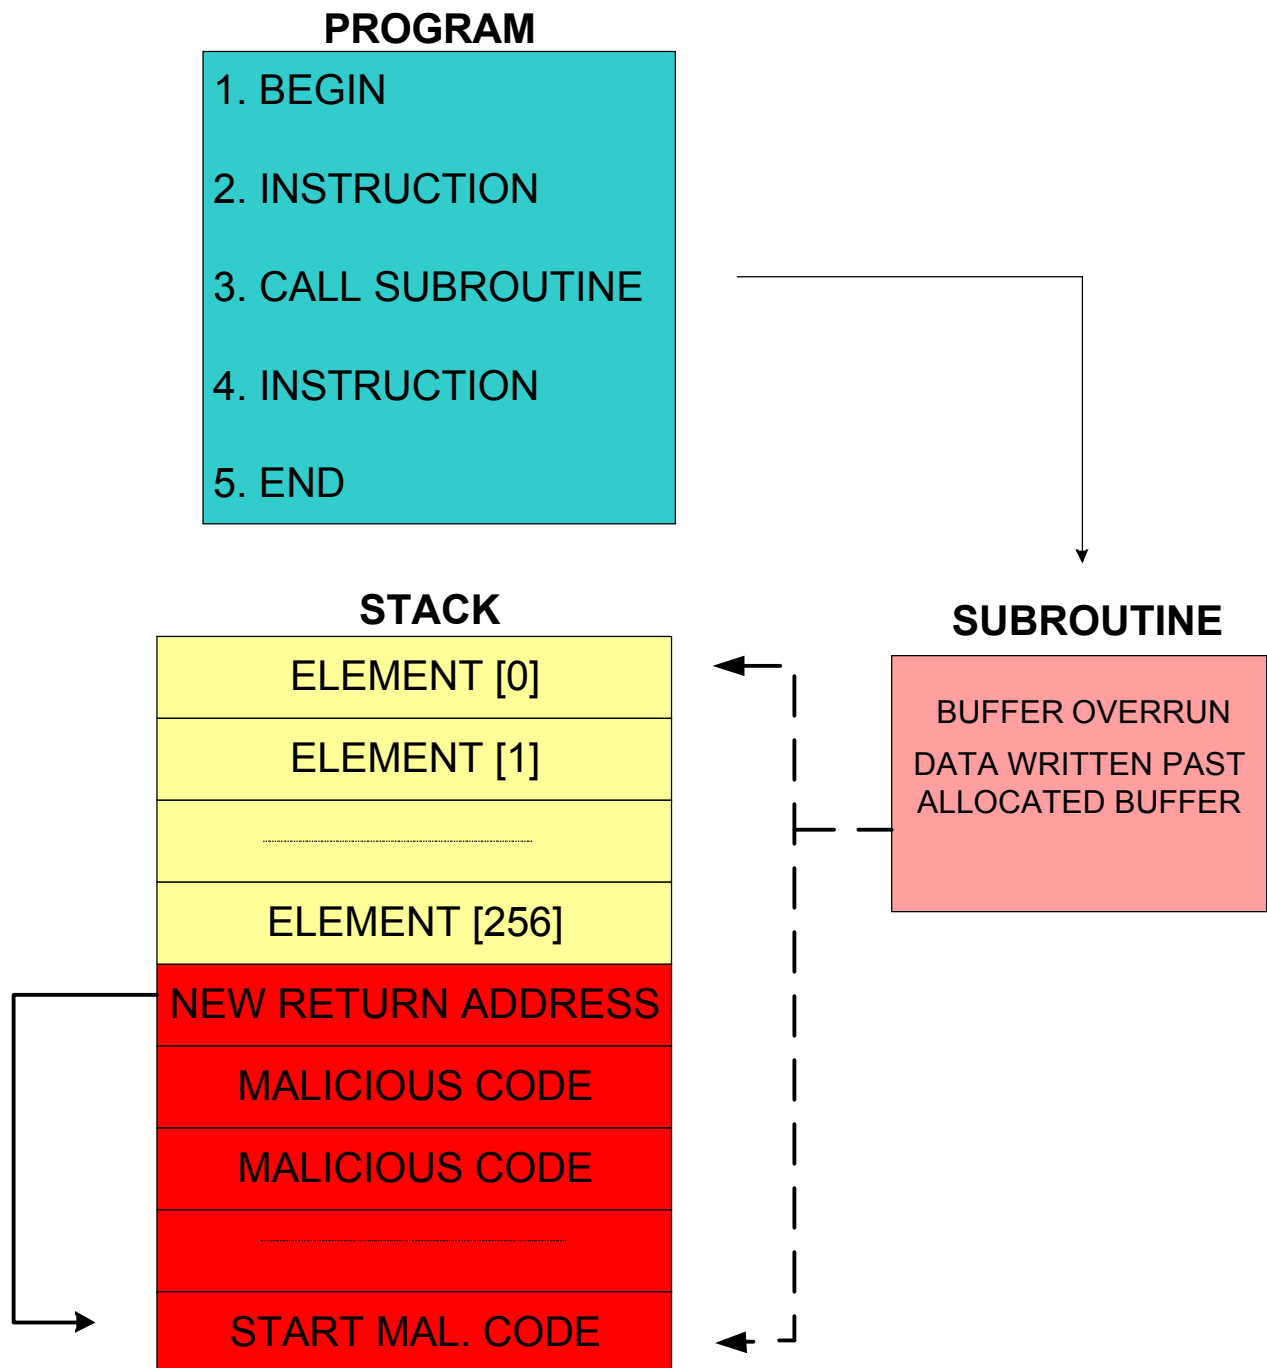 PROGRAM
1. BEGIN
2. INSTRUCTION
3. CALL SUBROUTINE
4. INSTRUCTION
5. END
STACK
ELEMENT [0]
ELEMENT [1]
ELEMENT [256]
NEW RETURN ADDRESS
MALICIOUS CODE
MALICIOUS CODE
START MAL. CODE
SUBROUTINE
BUFFER OVERRUN
DATA WRITTEN PAST
ALLOCATED BUFFER